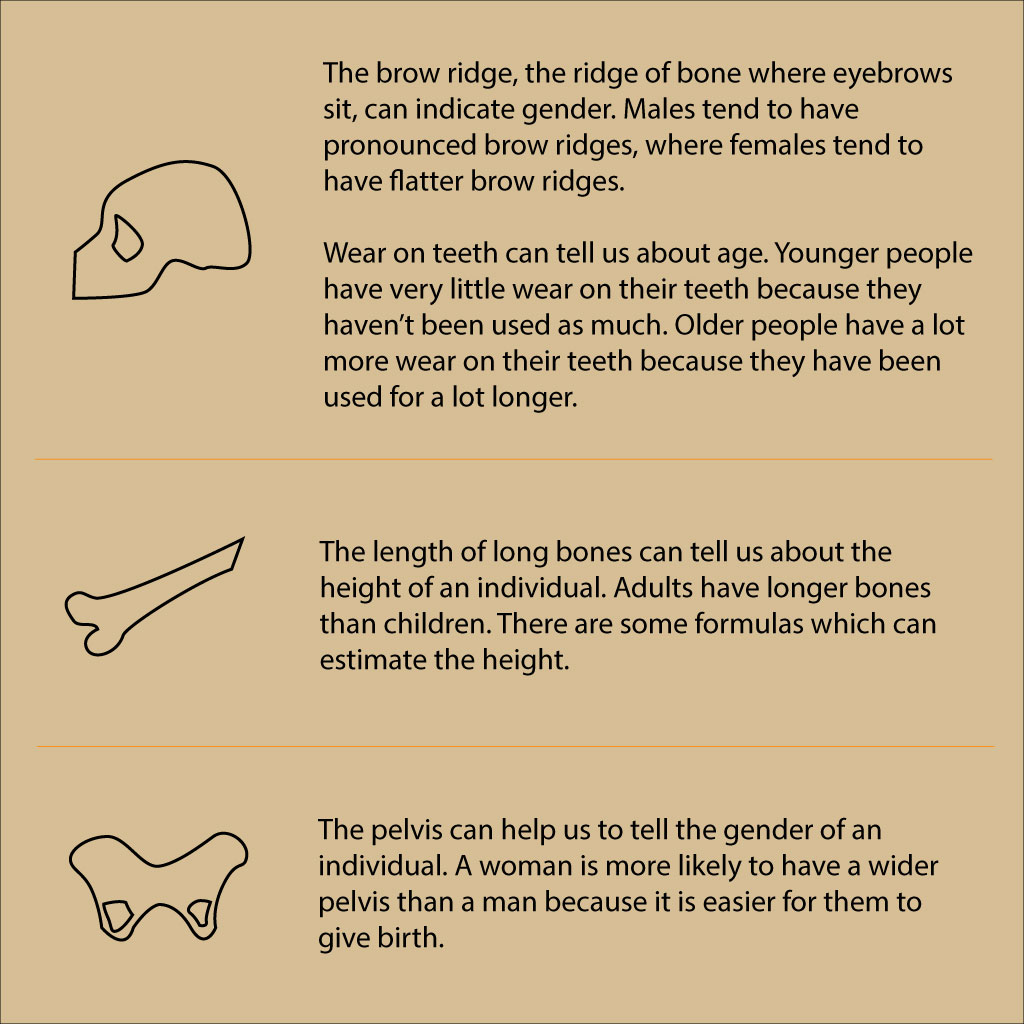 The brow ridge, the ridge of bone where eyebrows
sit, can indicate gender. Males tend to have
pronounced brow ridges, where females tend to
have flatter brow ridges.
Wear on teeth can tell us about age. Younger people
have very little wear on their teeth because they
haven’t been used as much. Older people have a lot
more wear on their teeth because they have been
used for a lot longer.
The length of long bones can tell us about the
height of an individual. Adults have longer bones
than children. There are some formulas which can
estimate the height.
The pelvis can help us to tell the gender of an
individual. A woman is more likely to have a wider
pelvis than a man because it is easier for them to
give birth.